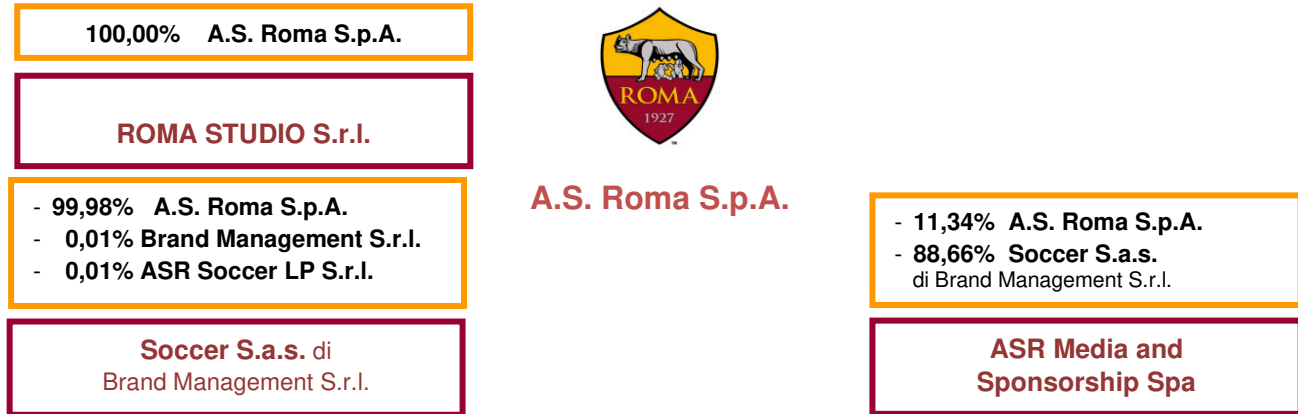 100,00% A.S. Roma S.p.A.
ROMA STUDIO S.r.l.
ROMA
1927
™
A.S. Roma S.p.A.
- 99,98% A.S. Roma S.p.A.
- 0,01% Brand Management S.r.l.
- 0,01% ASR Soccer LP S.r.l.
Soccer S.a.s. di
Brand Management S.r.l.
- 11,34% A.S. Roma S.p.A.
- 88,66% Soccer S.a.s.
di Brand Management S.r.l.
ASR Media and
Sponsorship Spa